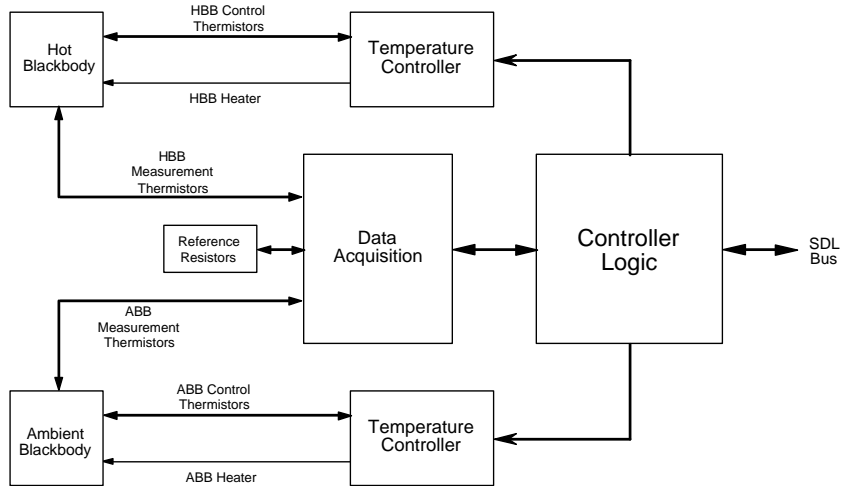 HBB Control
Thermistors
Hot
Blackbody
Temperature
Controller
HBB Heater
HBB
Measurement
Thermistors
Reference
Resistors
Data
Acquisition
Controller
Logic
SDL
Bus
ABB
Measurement
Thermistors
ABB Control
Thermistors
Ambient
Blackbody
Temperature
Controller
ABB Heater